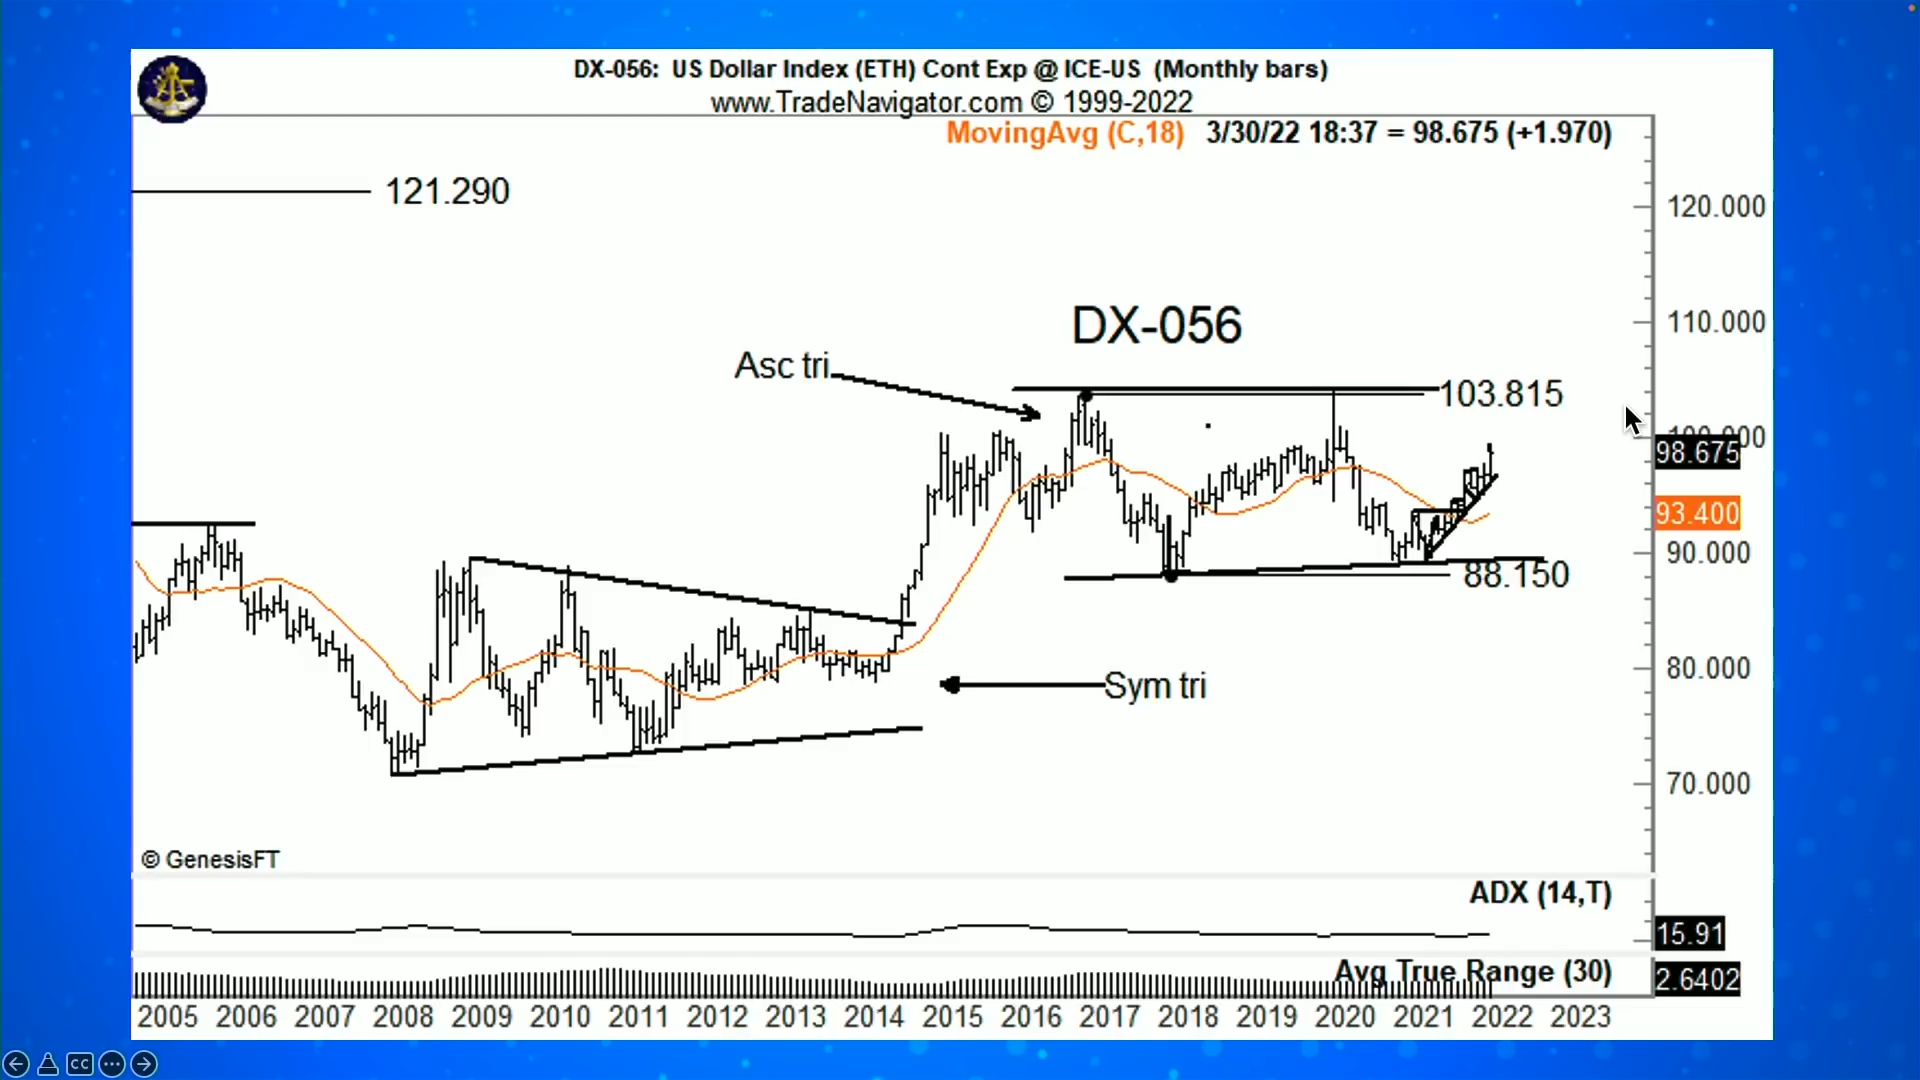 DX-056: US Dollar Index (ETH) Cont Exp @ ICE-US (Monthly bars)
www.TradeNavigator.com © 1999-2022
MovingAvg (C,18) 3/30/22 18:37 = 98.675 (+1.970)
121.290
120.000
DX-056
110.000
Asc tri
103.815
100.000
98.675
93.400
90.000
88.150
80.000
Sym tri
70.000
© GenesisFT
ADX (14,T)
15.91
Avg True Range (30)
2.6402
2005 2006 2007 2008 2009 2010 2011 2012 2013 2014 2015 2016 2017 2018 2019 2020 2021 2022 2023
CC